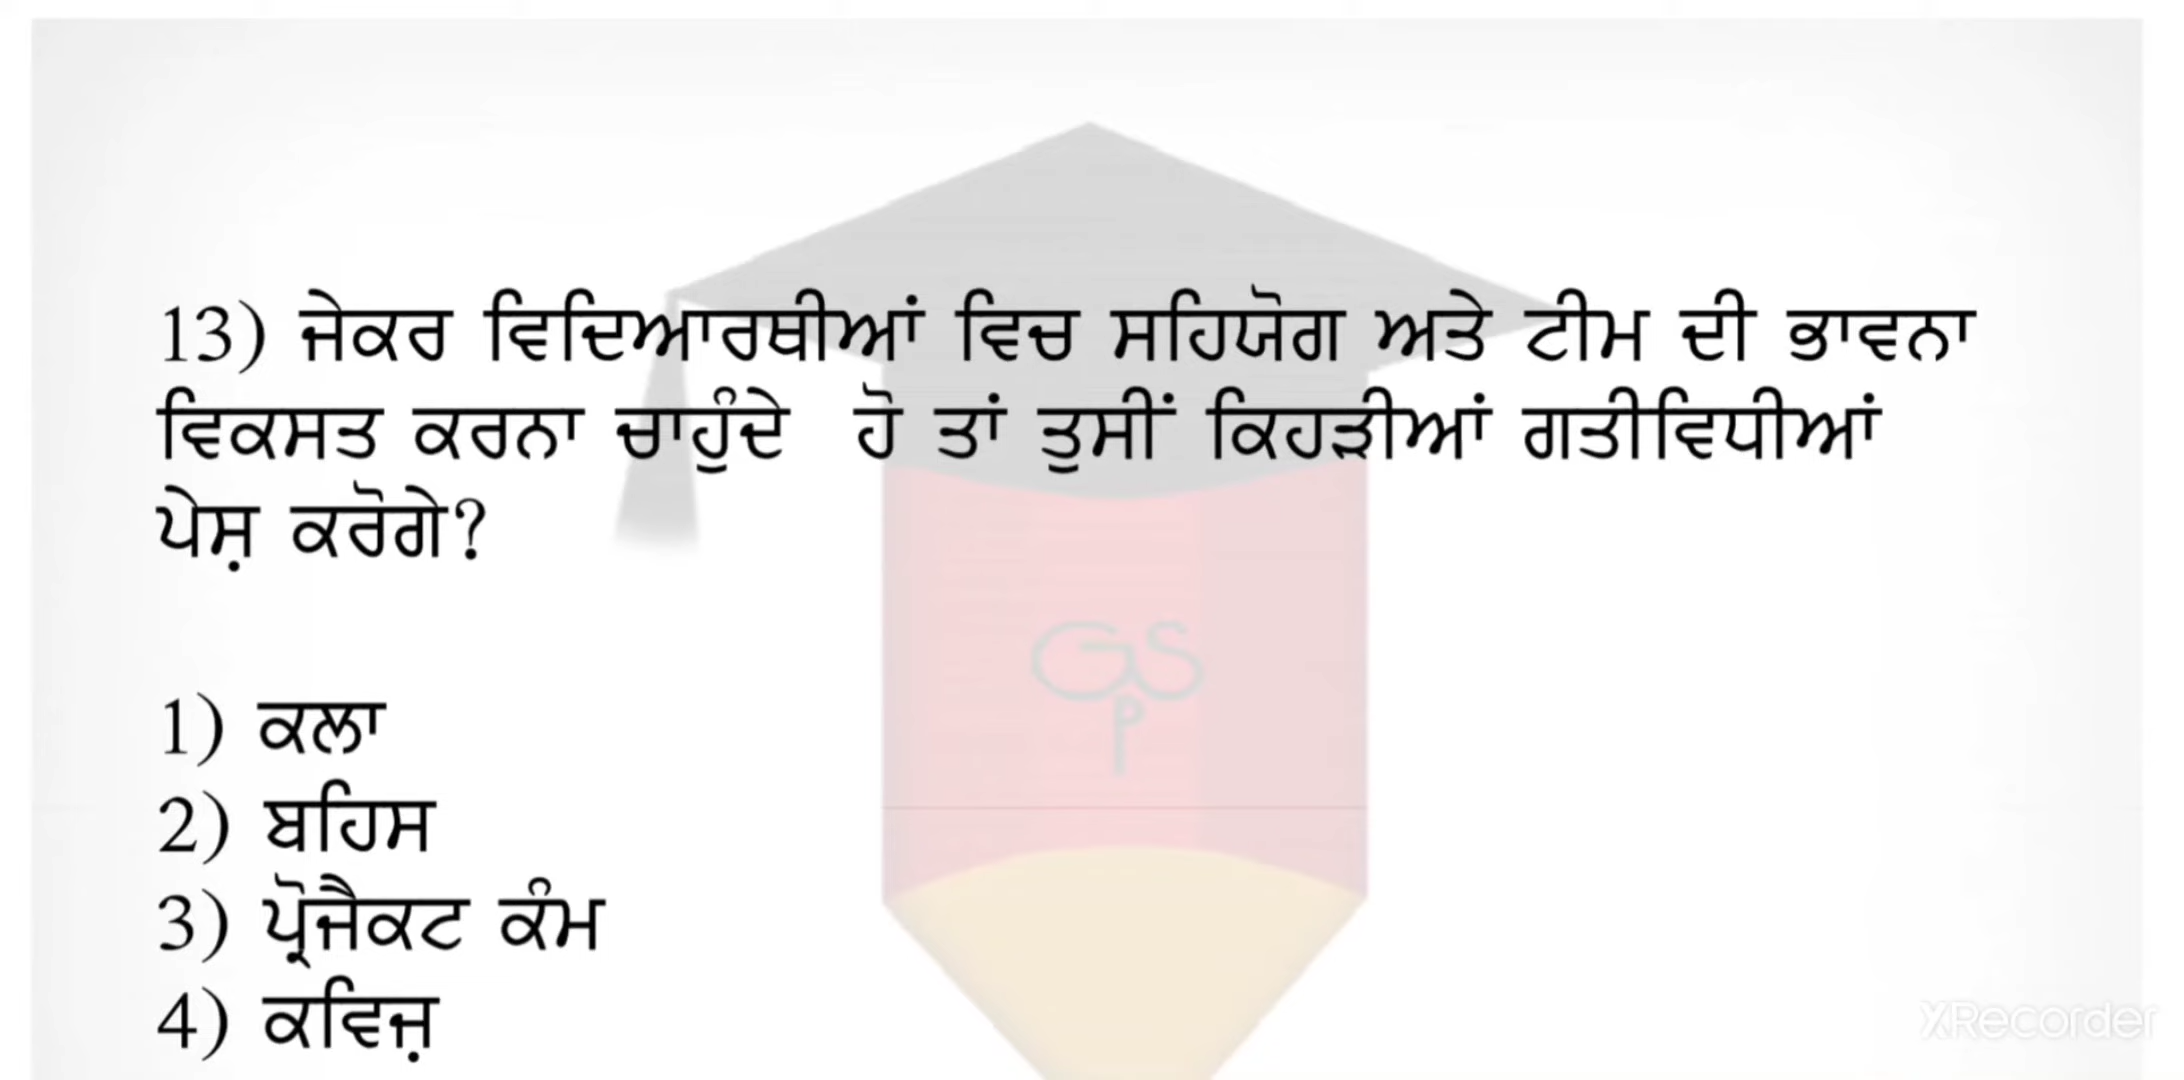 13) ਜੇਕਰ ਵਿਦਿਆਰਥੀਆਂ ਵਿਚ ਸਹਿਯੋਗ ਅਤੇ ਟੀਮ ਦੀ ਭਾਵਨਾ
ਵਿਕਸਤ ਕਰਨਾ ਚਾਹੁੰਦੇ ਹੋ ਤਾਂ ਤੁਸੀਂ ਕਿਹੜੀਆਂ ਗਤੀਵਿਧੀਆਂ
ਪੇਸ਼ ਕਰੋਗੇ?
GS
P
1) ਕਲਾ
2) ਬਹਿਸ
3) ਪ੍ਰੋਜੈਕਟ ਕੰਮ
4) ਕਵਿਜ਼
XRecorder